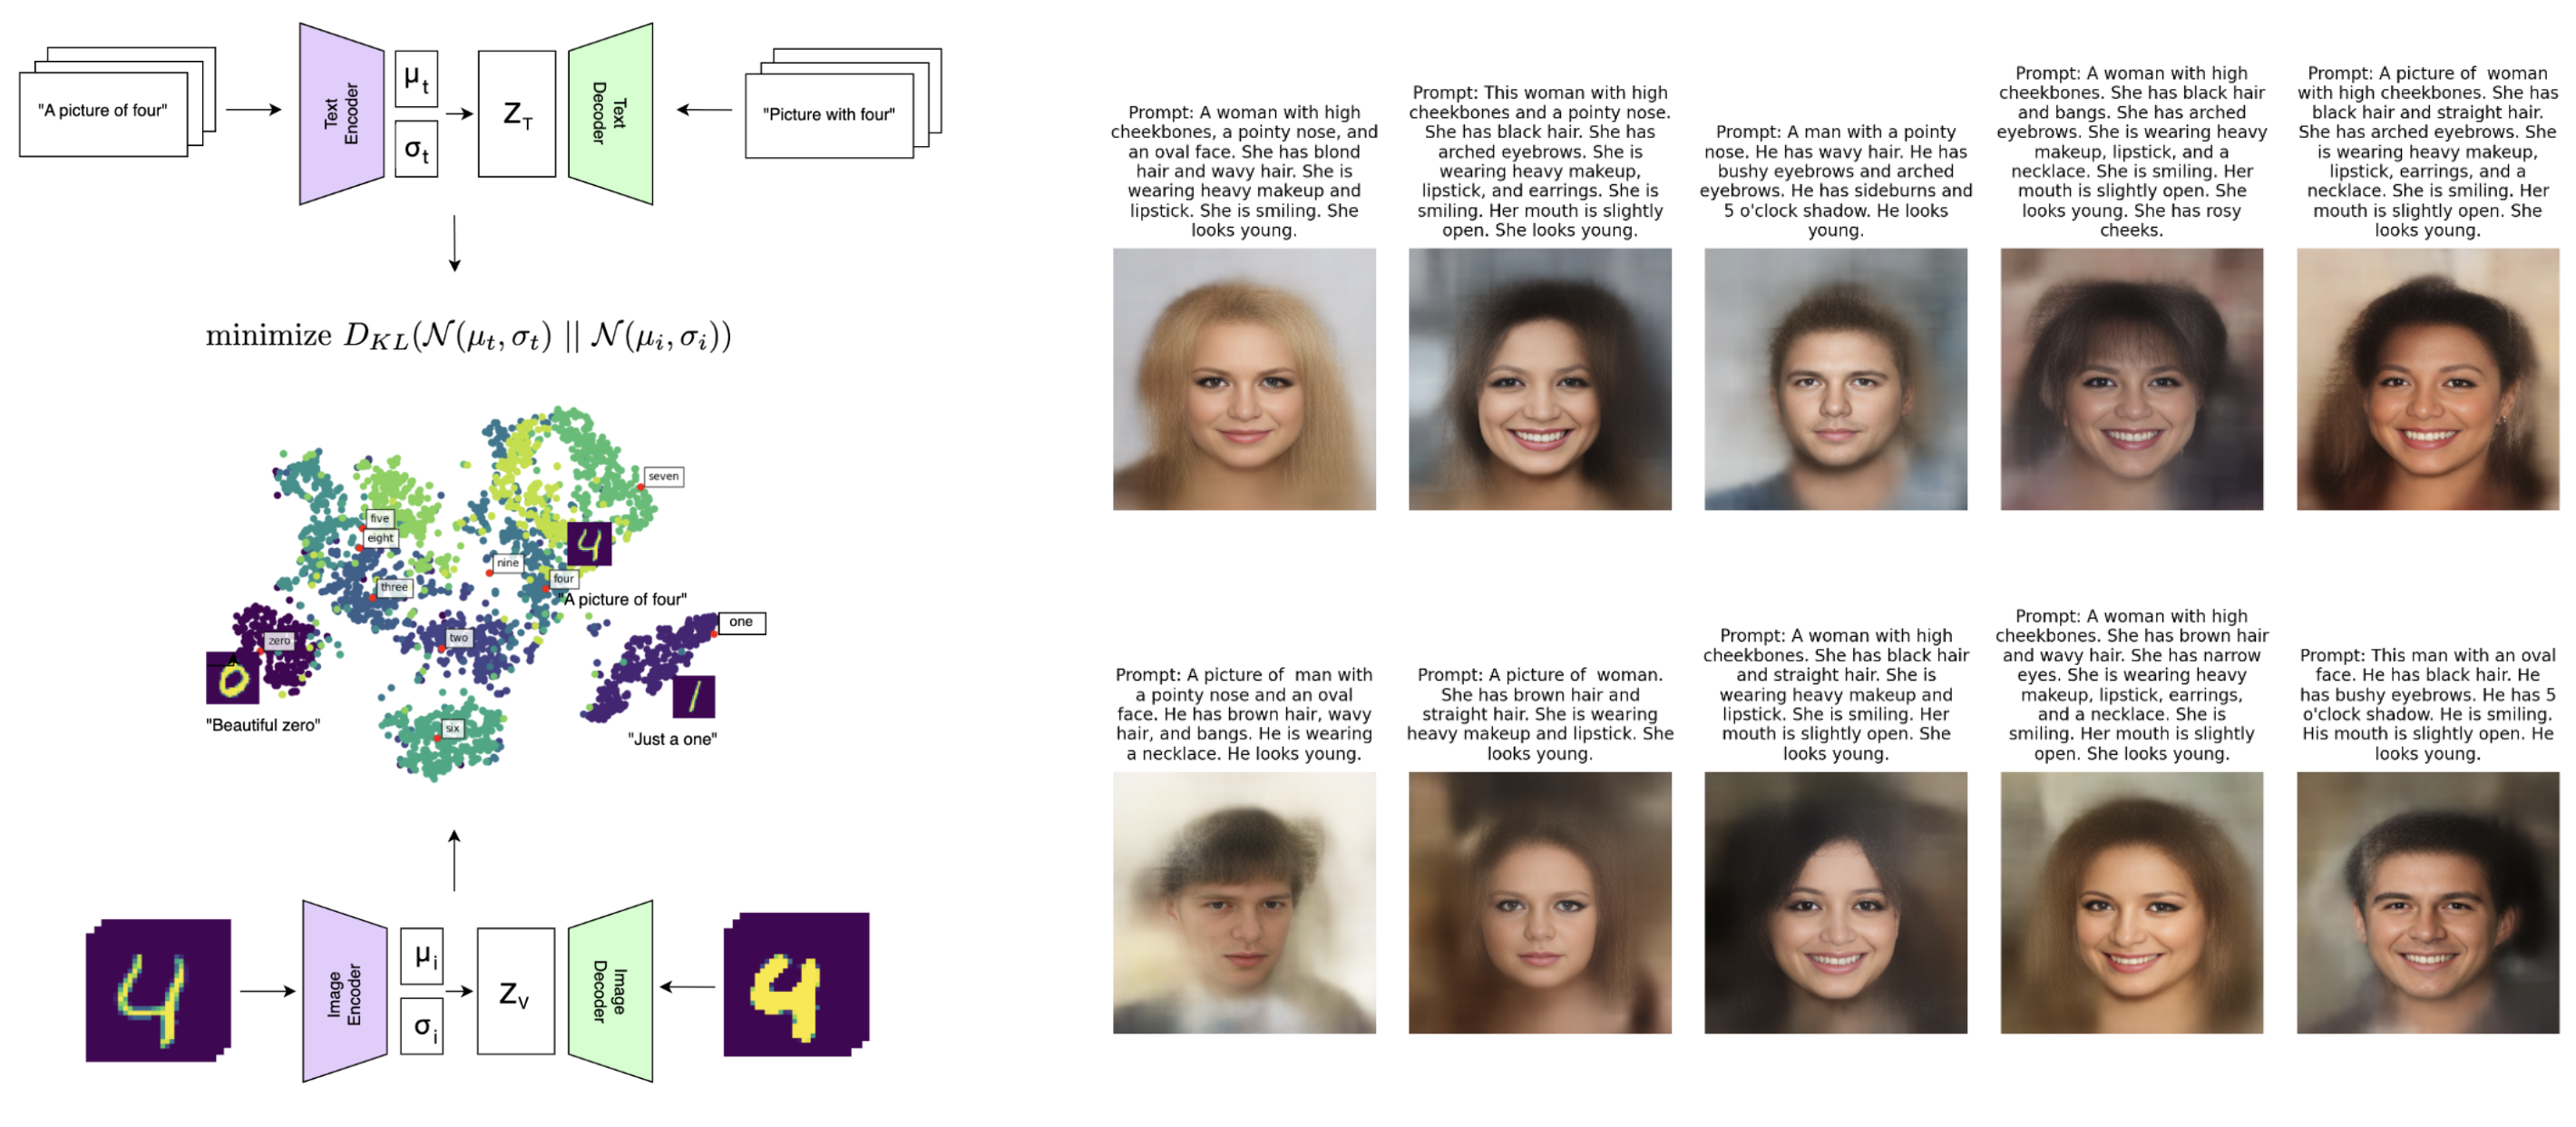 "A picture of four"
Text
Encoder
μt
σt
ZT
Text
Decoder
"Picture with four"
minimize DKL(N(μt, σt) || N(μi, σi))
seven
five
eight
nine
four
three
"A picture of four"
one
zero
two
"Beautiful zero"
six
"Just a one"
4
0
1
4
Image
Encoder
μi
σi
ZV
Image
Decoder
4
Prompt: A woman with high
cheekbones, a pointy nose, and
an oval face. She has blond
hair and wavy hair. She is
wearing heavy makeup and
lipstick. She is smiling. She
looks young.
Prompt: This woman with high
cheekbones and a pointy nose.
She has black hair. She has
arched eyebrows. She is
wearing heavy makeup,
lipstick, and earrings. She is
smiling. Her mouth is slightly
open. She looks young.
Prompt: A man with a pointy
nose. He has wavy hair. He has
bushy eyebrows and arched
eyebrows. He has sideburns and
5 o'clock shadow. He looks
young.
Prompt: A woman with high
cheekbones. She has black hair
and bangs. She has arched
eyebrows. She is wearing heavy
makeup, lipstick, and a
necklace. She is smiling. Her
mouth is slightly open. She
looks young. She has rosy
cheeks.
Prompt: A picture of  woman
with high cheekbones. She has
black hair and straight hair.
She has arched eyebrows. She
is wearing heavy makeup,
lipstick, earrings, and a
necklace. She is smiling. Her
mouth is slightly open. She
looks young.
Prompt: A picture of  man with
a pointy nose and an oval
face. He has brown hair, wavy
hair, and bangs. He is wearing
a necklace. He looks young.
Prompt: A picture of  woman.
She has brown hair and
straight hair. She is wearing
heavy makeup and lipstick. She
looks young.
Prompt: A woman with high
cheekbones. She has black hair
and straight hair. She is
wearing heavy makeup and
lipstick. She is smiling. Her
mouth is slightly open. She
looks young.
Prompt: A woman with high
cheekbones. She has brown hair
and wavy hair. She has narrow
eyes. She is wearing heavy
makeup, lipstick, earrings,
and a necklace. She is
smiling. Her mouth is slightly
open. She looks young.
Prompt: This man with an oval
face. He has black hair. He
has bushy eyebrows. He has 5
o'clock shadow. He is smiling.
His mouth is slightly open. He
looks young.